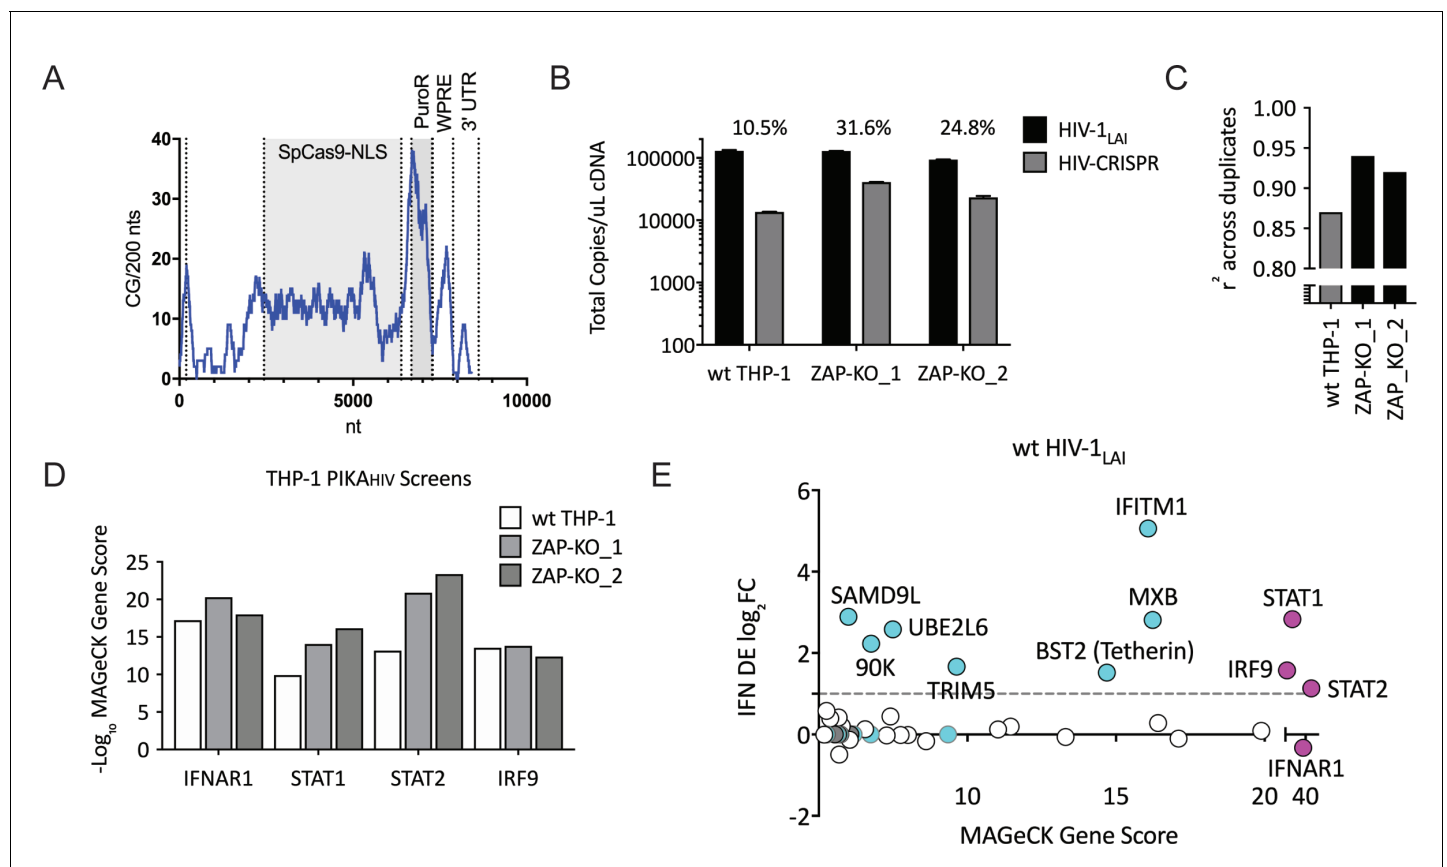 A
PuroR
WPRE
3' UTR
SpCas9-NLS
CG/200 nts
40
30
20
10
0
0
5000
10000
nt
B
10.5%
31.6%
24.8%
HIV-1LAI
HIV-CRISPR
Total Copies/uL cDNA
100000
10000
1000
100
wt THP-1
ZAP-KO_1
ZAP-KO_2
C
r² across duplicates
1.00
0.95
0.90
0.85
0.80
wt THP-1
ZAP-KO_1
ZAP_KO_2
D
THP-1 PIKAHIV Screens
wt THP-1
ZAP-KO_1
ZAP-KO_2
-Log₁₀ MAGeCK Gene Score
25
20
15
10
5
0
IFNAR1
STAT1
STAT2
IRF9
E
wt HIV-1LAI
IFN DE log₂ FC
6
4
2
0
-2
IFITM1
SAMD9L
MXB
STAT1
UBE2L6
90K
BST2 (Tetherin)
IRF9
TRIM5
STAT2
IFNAR1
10
15
20
40
MAGeCK Gene Score